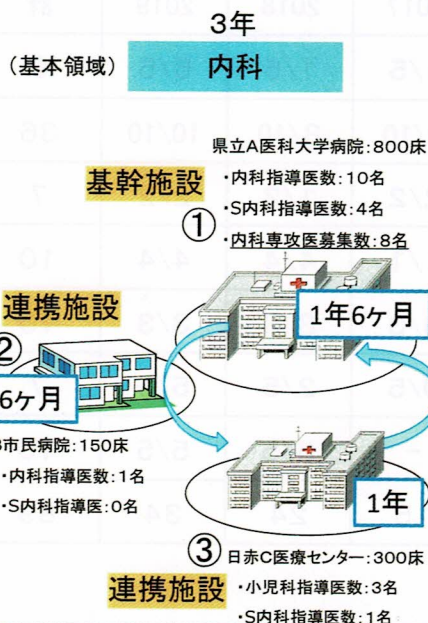 3年
(基本領域) 内科
県立A医科大学病院:800床
基幹施設
・内科指導医数:10名
・S内科指導医数:4名
①
・内科専攻医募集数:8名
連携施設
1年6ヶ月
②
6ヶ月
B市民病院:150床
・内科指導医数:1名
・S内科指導医:0名
1年
③ 日赤C医療センター:300床
連携施設
・小児科指導医数:3名
・S内科指導医数:1名